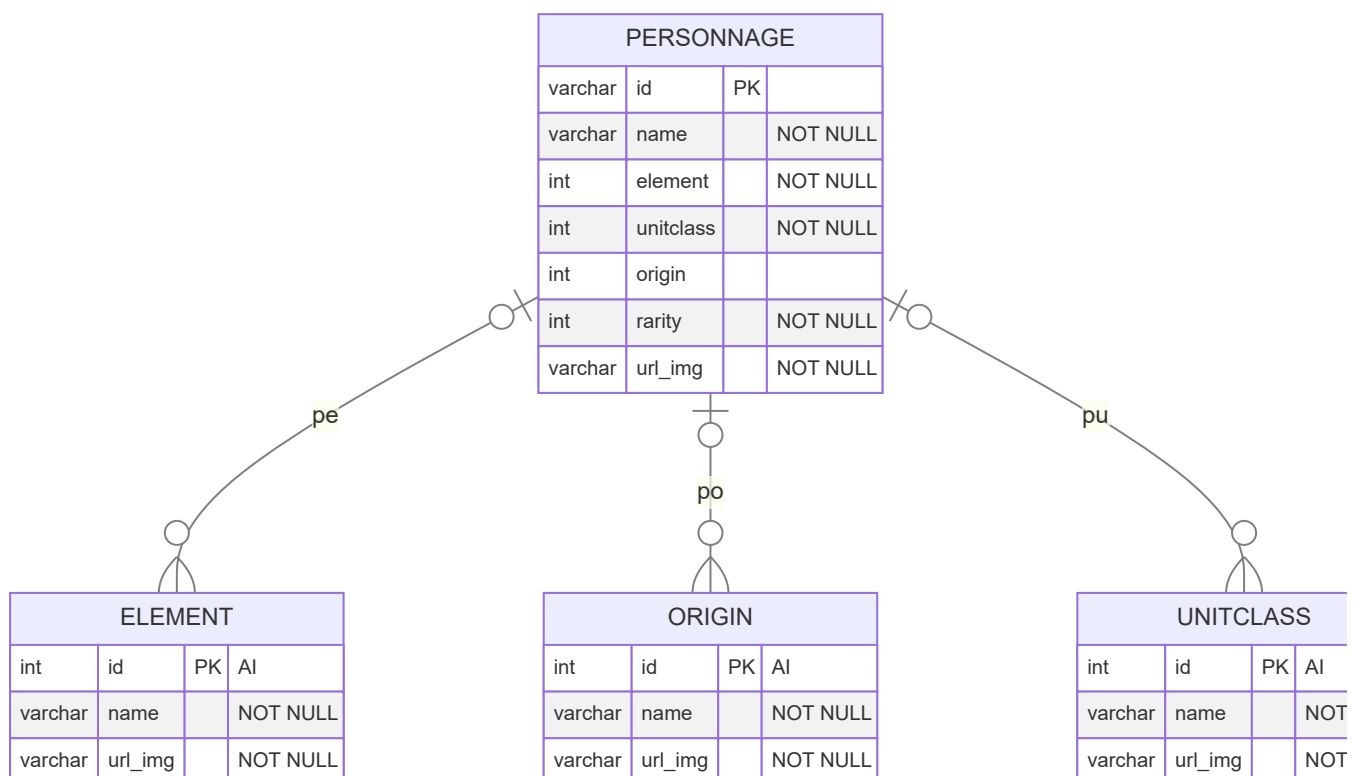 PERSONNAGE
varchar id PK
varchar name NOT NULL
int element NOT NULL
int unitclass NOT NULL
int origin
int rarity NOT NULL
varchar url_img NOT NULL
pe
po
pu
ELEMENT
int id PK AI
varchar name NOT NULL
varchar url_img NOT NULL
ORIGIN
int id PK AI
varchar name NOT NULL
varchar url_img NOT NULL
UNITCLASS
int id PK AI
varchar name NOT
varchar url_img NOT